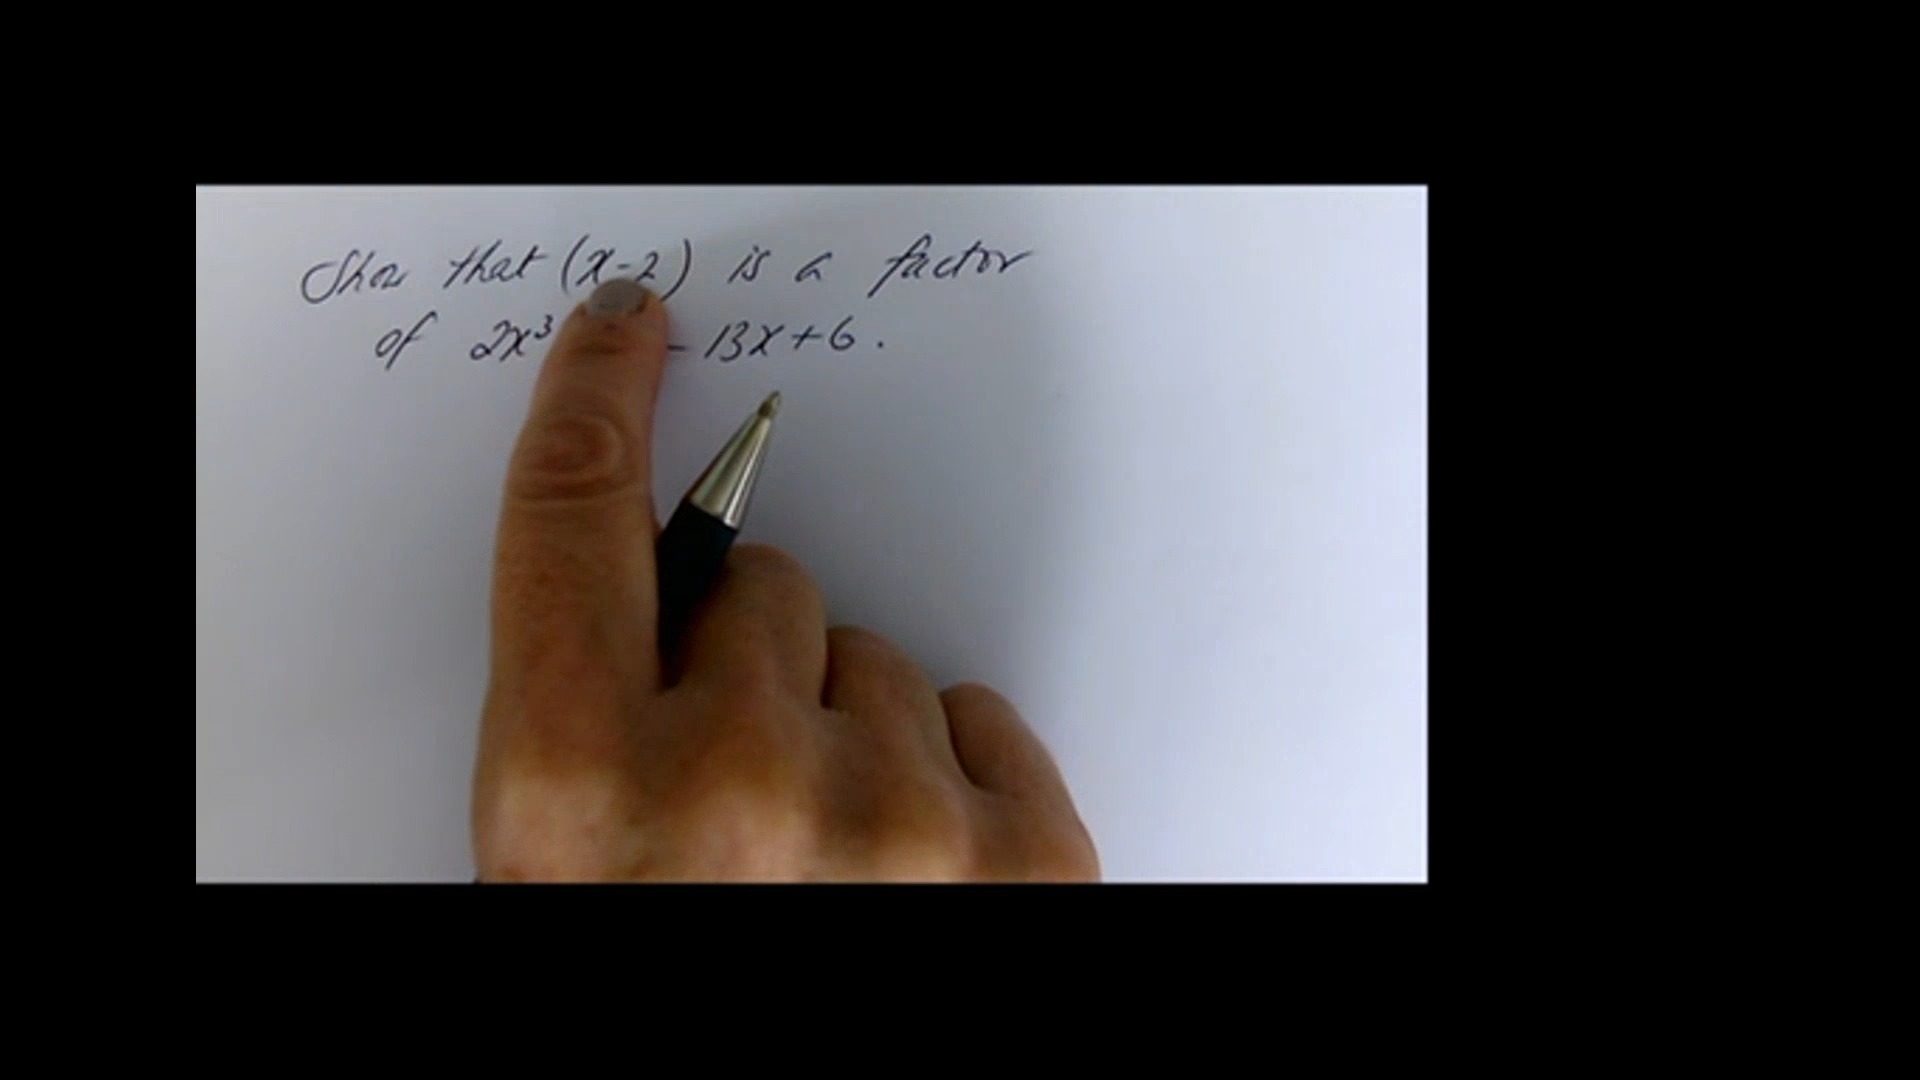 Show that (x-2) is a factor
of 2x³ - 13x+6.